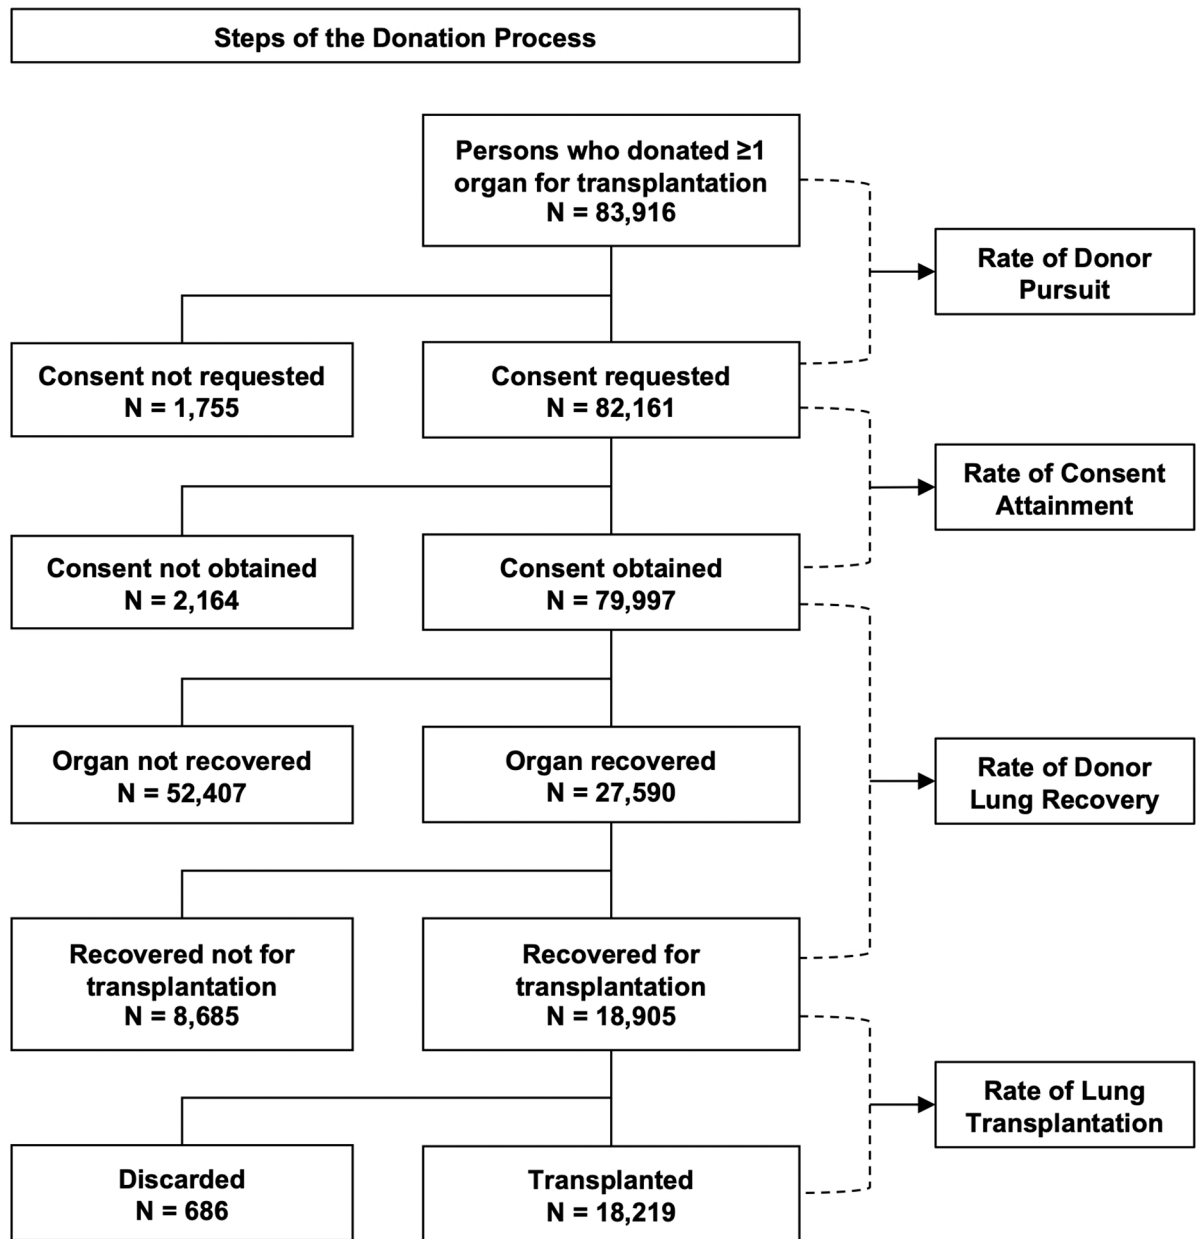 Steps of the Donation Process
Persons who donated ≥1
organ for transplantation
N = 83,916
Rate of Donor
Pursuit
Consent not requested
N = 1,755
Consent requested
N = 82,161
Rate of Consent
Attainment
Consent not obtained
N = 2,164
Consent obtained
N = 79,997
Organ not recovered
N = 52,407
Organ recovered
N = 27,590
Rate of Donor
Lung Recovery
Recovered not for
transplantation
N = 8,685
Recovered for
transplantation
N = 18,905
Rate of Lung
Transplantation
Discarded
N = 686
Transplanted
N = 18,219